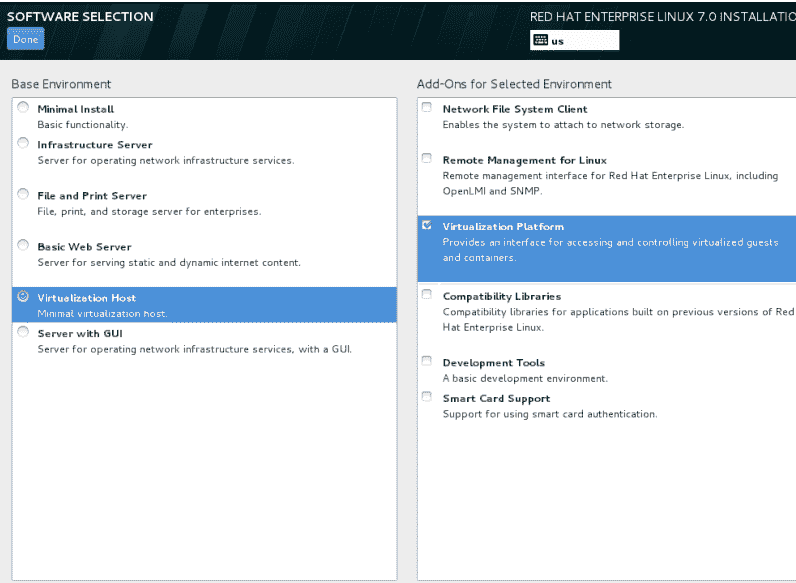 SOFTWARE SELECTION
RED HAT ENTERPRISE LINUX 7.0 INSTALLATIO
Done
us
Base Environment
Minimal Install
Basic functionality.
Infrastructure Server
Server for operating network infrastructure services.
File and Print Server
File, print, and storage server for enterprises.
Basic Web Server
Server for serving static and dynamic internet content.
Virtualization Host
Minimal virtualization host.
Server with GUI
Server for operating network infrastructure services, with a GUI.
Add-Ons for Selected Environment
Network File System Client
Enables the system to attach to network storage.
Remote Management for Linux
Remote management interface for Red Hat Enterprise Linux, including
OpenLMI and SNMP.
Virtualization Platform
Provides an interface for accessing and controlling virtualized guests
and containers.
Compatibility Libraries
Compatibility libraries for applications built on previous versions of Red
Hat Enterprise Linux.
Development Tools
A basic development environment.
Smart Card Support
Support for using smart card authentication.